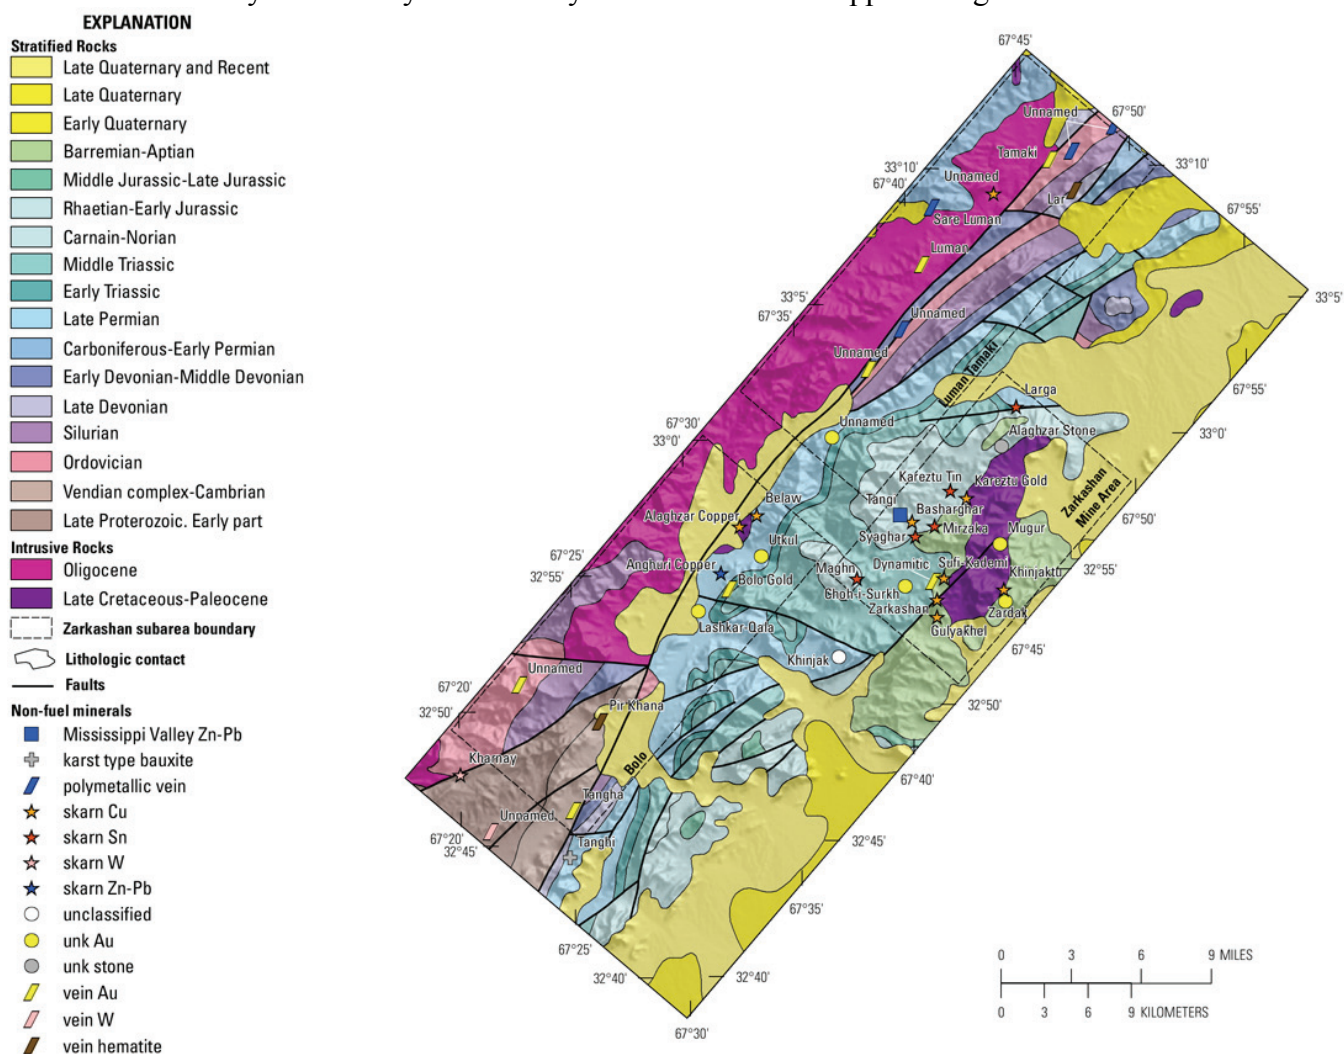 EXPLANATION
Stratified Rocks
Late Quaternary and Recent
Late Quaternary
Early Quaternary
Barremian-Aptian
Middle Jurassic-Late Jurassic
Rhaetian-Early Jurassic
Carnain-Norian
Middle Triassic
Early Triassic
Late Permian
Carboniferous-Early Permian
Early Devonian-Middle Devonian
Late Devonian
Silurian
Ordovician
Vendian complex-Cambrian
Late Proterozoic. Early part
Intrusive Rocks
Oligocene
Late Cretaceous-Paleocene
Zarkashan subarea boundary
Lithologic contact
Faults
Non-fuel minerals
Mississippi Valley Zn-Pb
karst type bauxite
polymetallic vein
skarn Cu
skarn Sn
skarn W
skarn Zn-Pb
unclassified
unk Au
unk stone
vein Au
vein W
vein hematite
67°45'
67°50'
Unnamed
Tamaki
33°10'
33°10'
67°40'
Unnamed
Lar
67°55'
Sare Luman
Luman
33°5'
33°5'
67°35'
Unnamed
Unnamed
Luman Tamaki
67°55'
Larga
67°30'
33°0'
Unnamed
Alaghzar Stone
33°0'
Kareztu Tin
Kareztu Gold
Zarkashan
Mine Area
Belaw
Tangi
Basharghar
67°50'
Alaghzar Copper
Mirzaka
Mugur
Syaghar
Utkul
67°25'
32°55'
Anghuri Copper
Maghn
Dynamitic
Sufi-Kademi
Khinjaktu
32°55'
Bolo Gold
Choh-i-Surkh
Zarkashan
Zardak
Lashkar-Qala
Gulyakhel
67°45'
Unnamed
Khinjak
67°20'
32°50'
Pir Khana
32°50'
Kharnay
Bolo
67°40'
Tangha
Unnamed
67°20'
32°45'
Tanghi
32°45'
67°35'
67°25'
32°40'
32°40'
67°30'
0 3 6 9 MILES
0 3 6 9 KILOMETERS